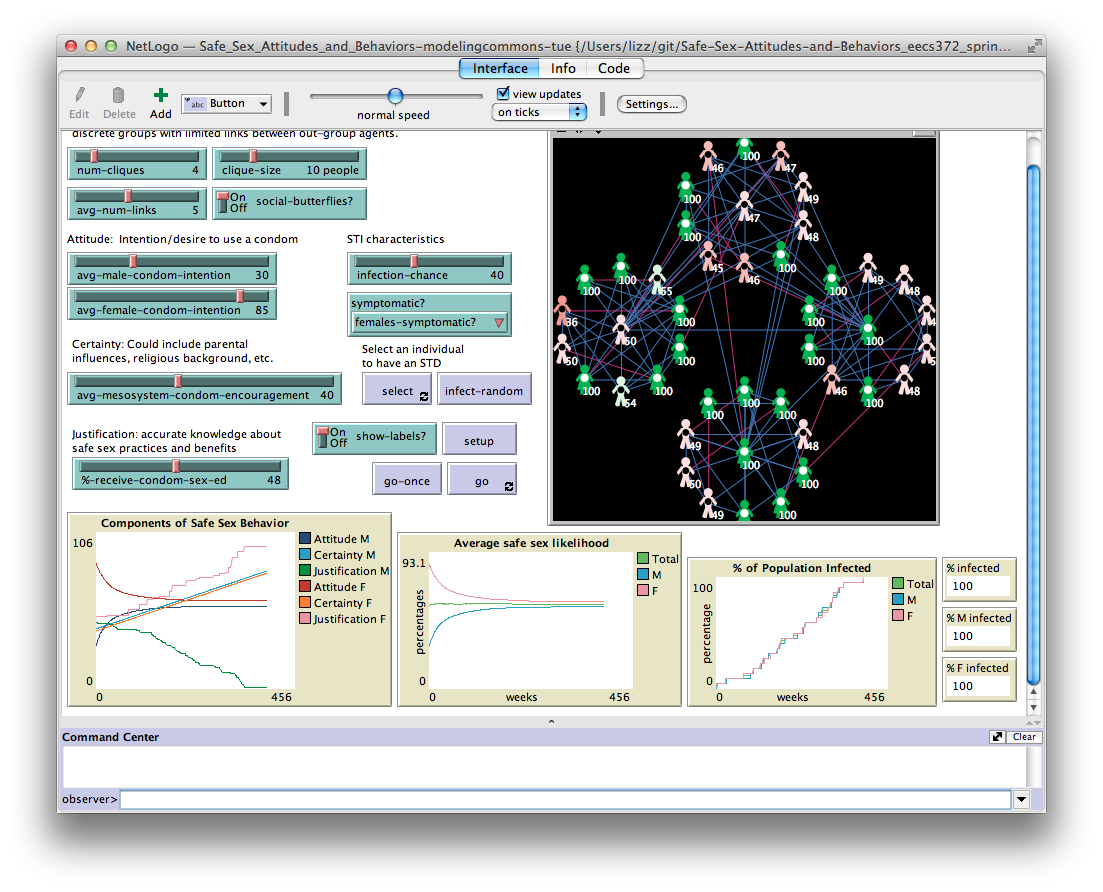 NetLogo — Safe_Sex_Attitudes_and_Behaviors-modelingcommons-tue {/Users/lizz/git/Safe-Sex-Attitudes-and-Behaviors_eecs372_sprin...
Interface Info Code
Edit Delete Add
abc Button
normal speed
view updates
on ticks
Settings...
discrete groups with limited links between out-group agents.
num-cliques 4
clique-size 10 people
avg-num-links 5
On
Off
social-butterflies?
Attitude: Intention/desire to use a condom
avg-male-condom-intention 30
avg-female-condom-intention 85
STI characteristics
infection-chance 40
symptomatic?
females-symptomatic?
Certainty: Could include parental
influences, religious background, etc.
avg-mesosystem-condom-encouragement 40
Select an individual
to have an STD
select
infect-random
Justification: accurate knowledge about
safe sex practices and benefits
%-receive-condom-sex-ed 48
On
Off
show-labels?
setup
go-once
go
46 100 46
100 49
47
100 48
45 46 100
100 100 55 100 49 48
36 100 100 4
50 100
50 100 100 5
100 54 100 46 100 48
100 100 100
49 48
100
50 100
49 100 100
Components of Safe Sex Behavior
106
0
0 456
Attitude M
Certainty M
Justification M
Attitude F
Certainty F
Justification F
Average safe sex likelihood
93.1
percentages
0
0 weeks 456
Total
M
F
% of Population Infected
100
percentage
0
0 weeks 456
Total
M
F
% infected
100
% M infected
100
% F infected
100
Command Center
Clear
observer>